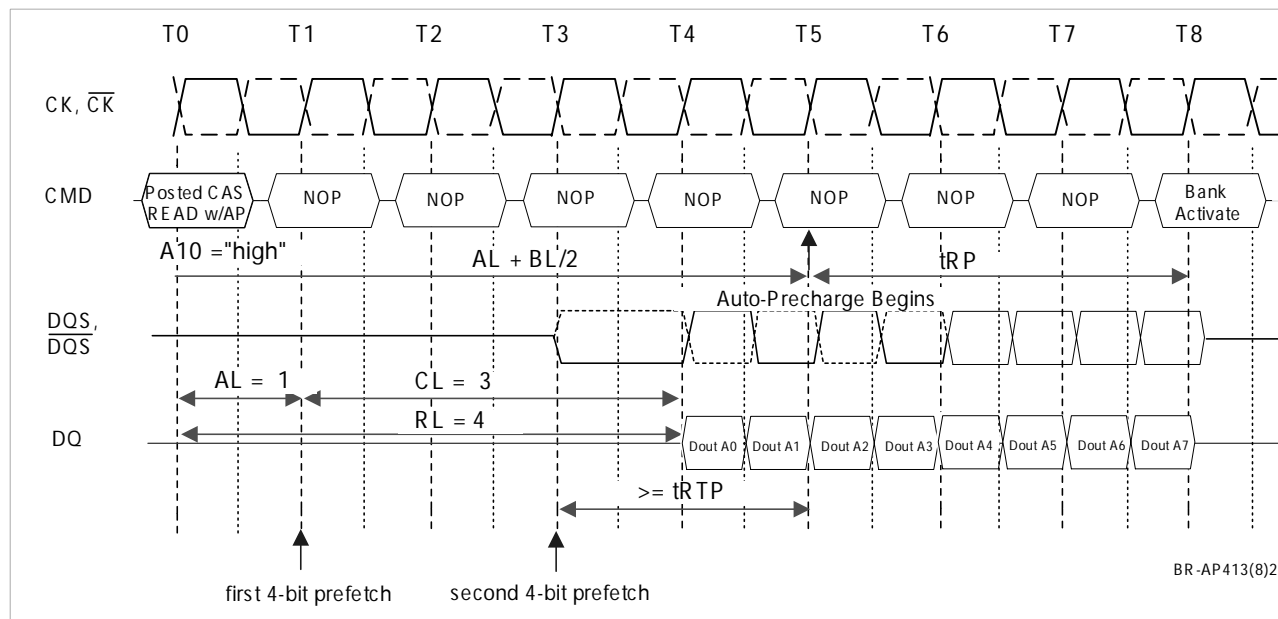 T0 T1 T2 T3 T4 T5 T6 T7 T8
CK, CK
CMD
Posted CAS
READ w/AP
NOP NOP NOP NOP NOP NOP NOP
Bank
Activate
A10 ="high"
AL + BL/2
tRP
Auto-Precharge Begins
DQS,
DQS
AL = 1
CL = 3
RL = 4
DQ
Dout A0 Dout A1 Dout A2 Dout A3 Dout A4 Dout A5 Dout A6 Dout A7
>= tRTP
first 4-bit prefetch
second 4-bit prefetch
BR-AP413(8)2